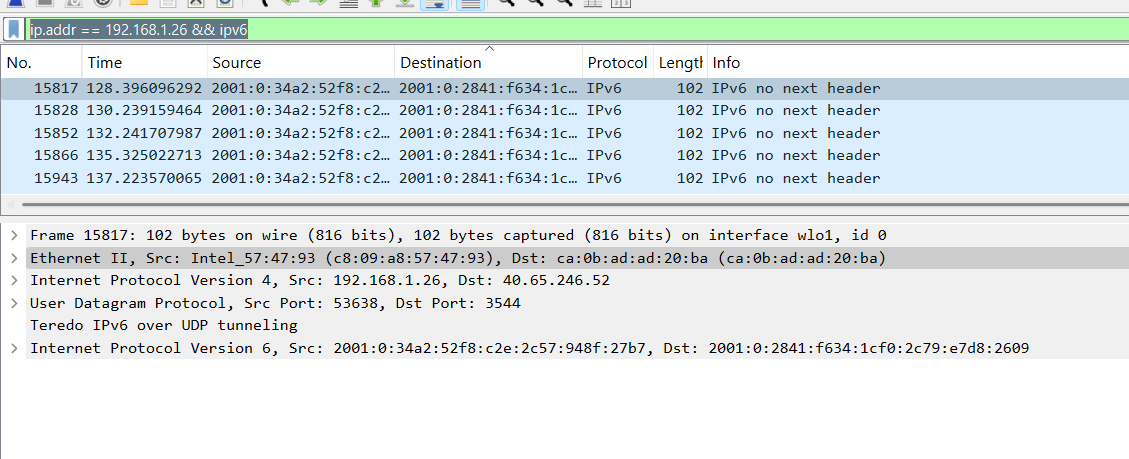 ip.addr == 192.168.1.26 && ipv6
No. Time Source Destination Protocol Length Info
15817 128.396096292 2001:0:34a2:52f8:c2… 2001:0:2841:f634:1c… IPv6 102 IPv6 no next header
15828 130.239159464 2001:0:34a2:52f8:c2… 2001:0:2841:f634:1c… IPv6 102 IPv6 no next header
15852 132.241707987 2001:0:34a2:52f8:c2… 2001:0:2841:f634:1c… IPv6 102 IPv6 no next header
15866 135.325022713 2001:0:34a2:52f8:c2… 2001:0:2841:f634:1c… IPv6 102 IPv6 no next header
15943 137.223570065 2001:0:34a2:52f8:c2… 2001:0:2841:f634:1c… IPv6 102 IPv6 no next header
Frame 15817: 102 bytes on wire (816 bits), 102 bytes captured (816 bits) on interface wlo1, id 0
Ethernet II, Src: Intel_57:47:93 (c8:09:a8:57:47:93), Dst: ca:0b:ad:ad:20:ba (ca:0b:ad:ad:20:ba)
Internet Protocol Version 4, Src: 192.168.1.26, Dst: 40.65.246.52
User Datagram Protocol, Src Port: 53638, Dst Port: 3544
Teredo IPv6 over UDP tunneling
Internet Protocol Version 6, Src: 2001:0:34a2:52f8:c2e:2c57:948f:27b7, Dst: 2001:0:2841:f634:1cf0:2c79:e7d8:2609